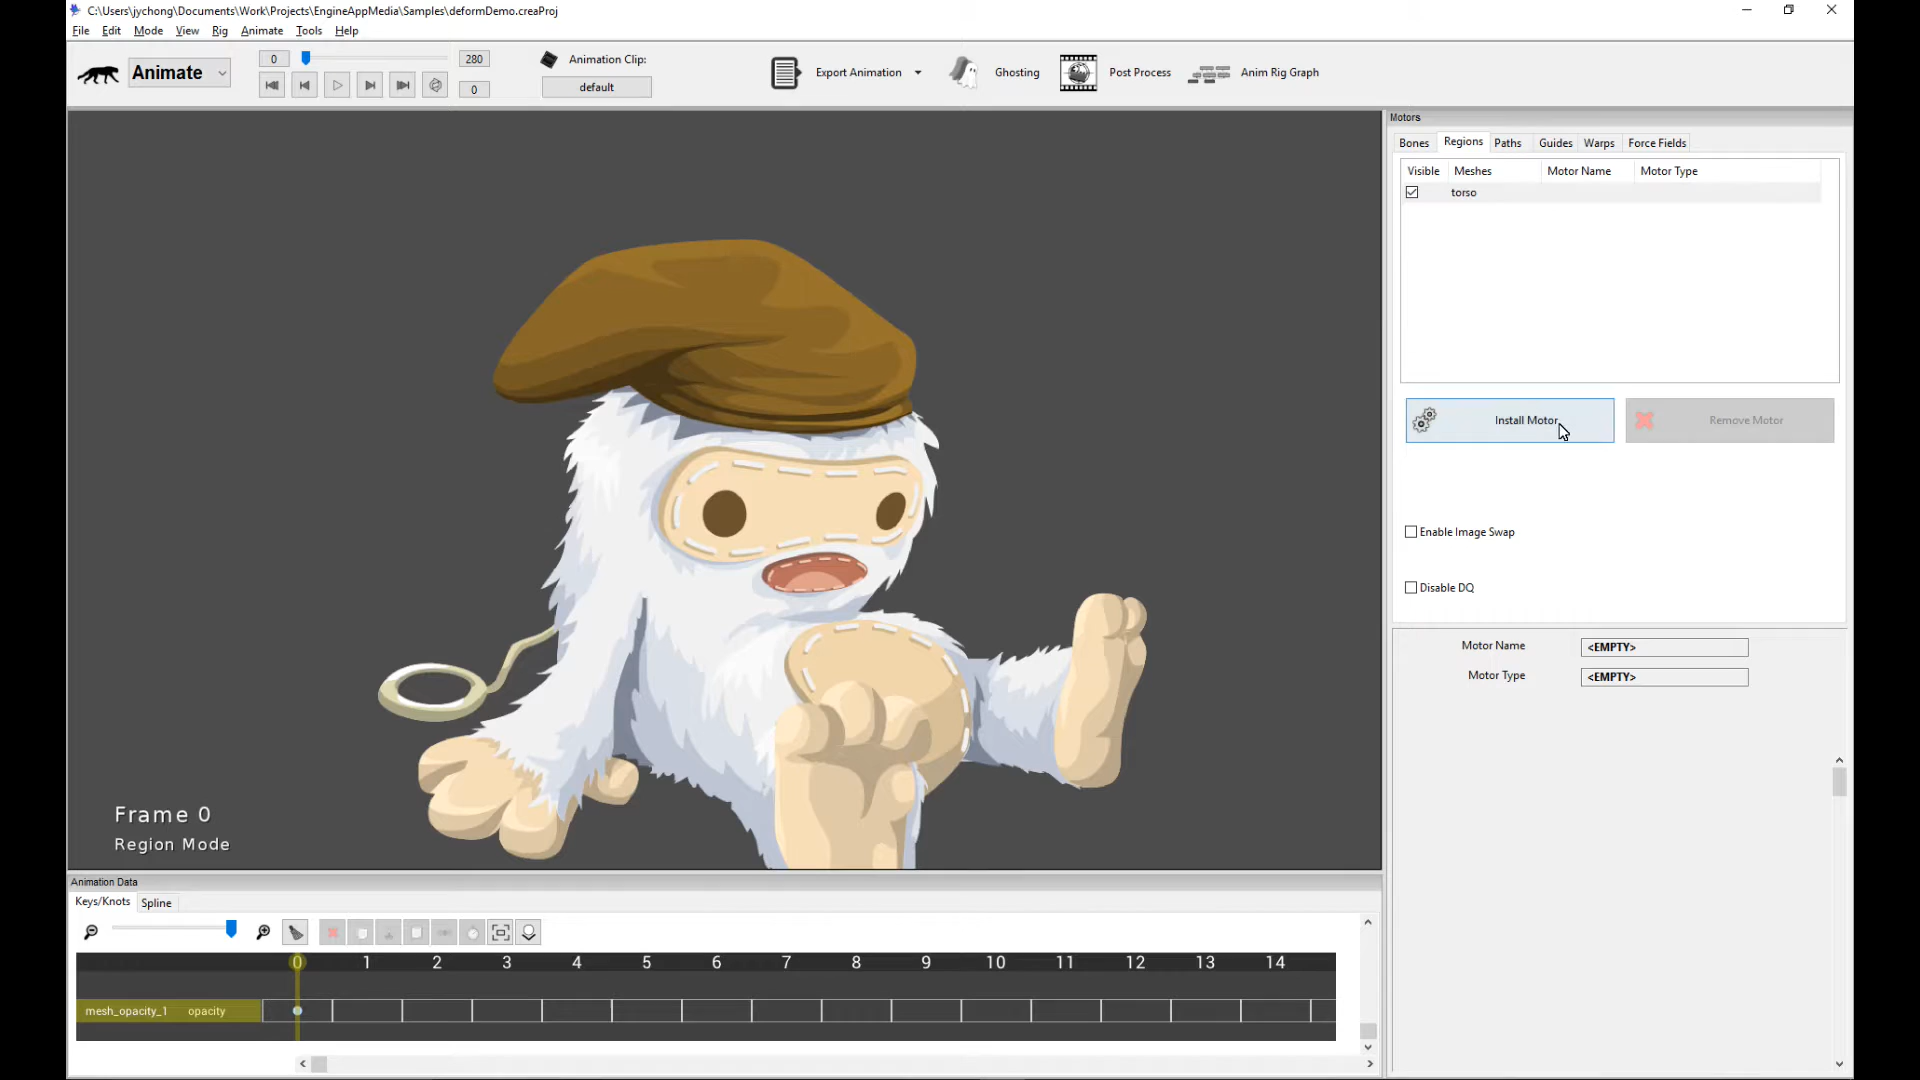 C:\Users\jychong\Documents\Work\Projects\EngineAppMedia\Samples\deformDemo.creaProj
File Edit Mode View Rig Animate Tools Help
Animate
0 280
0
Animation Clip:
default
Export Animation
Ghosting
Post Process
Anim Rig Graph
Motors
Bones Regions Paths Guides Warps Force Fields
Visible Meshes Motor Name Motor Type
torso
Install Motor
Remove Motor
Enable Image Swap
Disable DQ
Motor Name <EMPTY>
Motor Type <EMPTY>
Frame 0
Region Mode
Animation Data
Keys/Knots Spline
0 1 2 3 4 5 6 7 8 9 10 11 12 13 14
mesh_opacity_1 opacity